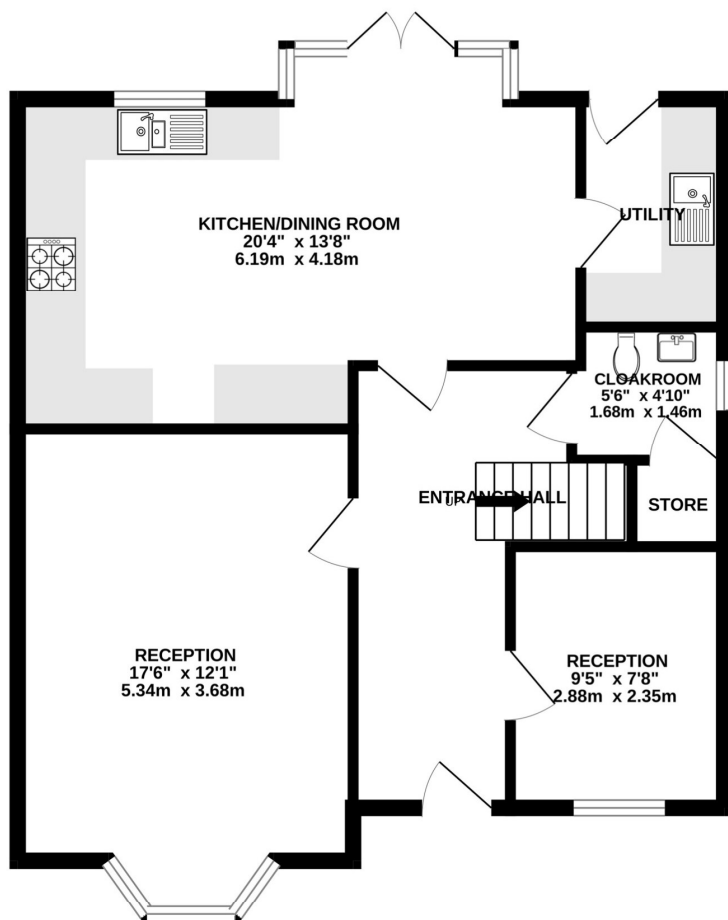 KITCHEN/DINING ROOM
20'4" x 13'8"
6.19m x 4.18m
UTILITY
CLOAKROOM
5'6" x 4'10"
1.68m x 1.46m
ENTRANCE HALL
UP
STORE
RECEPTION
17'6" x 12'1"
5.34m x 3.68m
RECEPTION
9'5" x 7'8"
2.88m x 2.35m